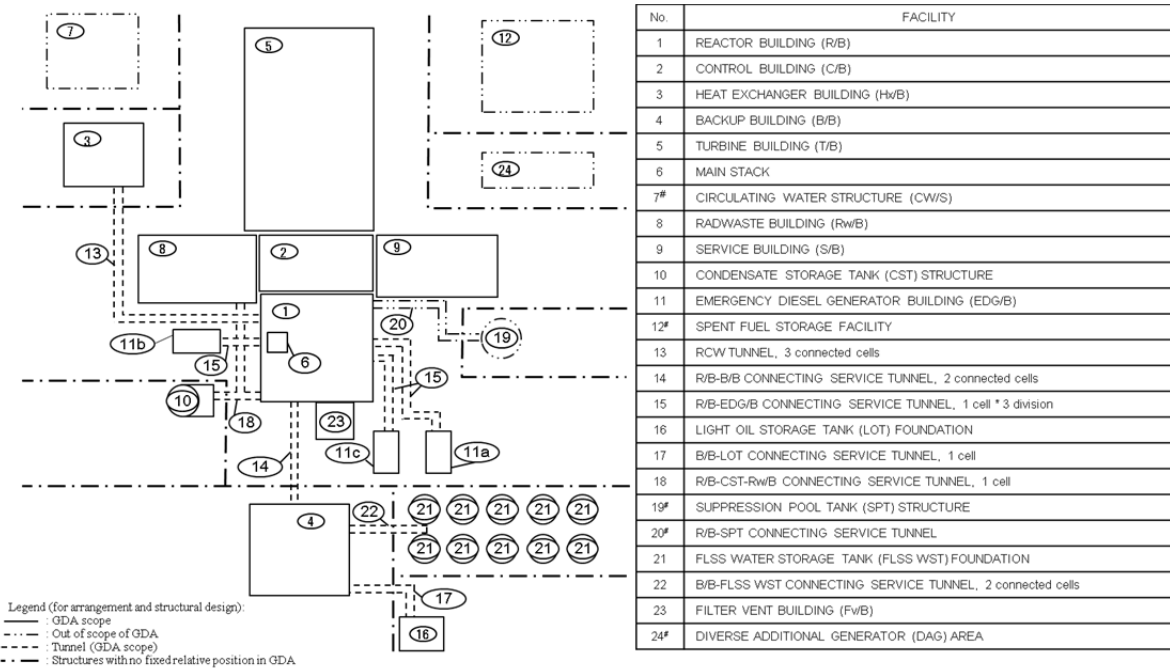 7
12
5
3
24
8
2
9
13
1
20
19
11b
15
6
15
10
18
23
11c
11a
14
4
22
21 21 21 21 21
21 21 21 21 21
17
16
Legend (for arrangement and structural design):
: GDA scope
: Out of scope of GDA
: Tunnel (GDA scope)
: Structures with no fixed relative position in GDA
No. FACILITY
1 REACTOR BUILDING (R/B)
2 CONTROL BUILDING (C/B)
3 HEAT EXCHANGER BUILDING (Hx/B)
4 BACKUP BUILDING (B/B)
5 TURBINE BUILDING (T/B)
6 MAIN STACK
7# CIRCULATING WATER STRUCTURE (CW/S)
8 RADWASTE BUILDING (Rw/B)
9 SERVICE BUILDING (S/B)
10 CONDENSATE STORAGE TANK (CST) STRUCTURE
11 EMERGENCY DIESEL GENERATOR BUILDING (EDG/B)
12# SPENT FUEL STORAGE FACILITY
13 RCW TUNNEL, 3 connected cells
14 R/B-B/B CONNECTING SERVICE TUNNEL, 2 connected cells
15 R/B-EDG/B CONNECTING SERVICE TUNNEL, 1 cell * 3 division
16 LIGHT OIL STORAGE TANK (LOT) FOUNDATION
17 B/B-LOT CONNECTING SERVICE TUNNEL, 1 cell
18 R/B-CST-Rw/B CONNECTING SERVICE TUNNEL, 1 cell
19# SUPPRESSION POOL TANK (SPT) STRUCTURE
20# R/B-SPT CONNECTING SERVICE TUNNEL
21 FLSS WATER STORAGE TANK (FLSS WST) FOUNDATION
22 B/B-FLSS WST CONNECTING SERVICE TUNNEL, 2 connected cells
23 FILTER VENT BUILDING (Fv/B)
24# DIVERSE ADDITIONAL GENERATOR (DAG) AREA